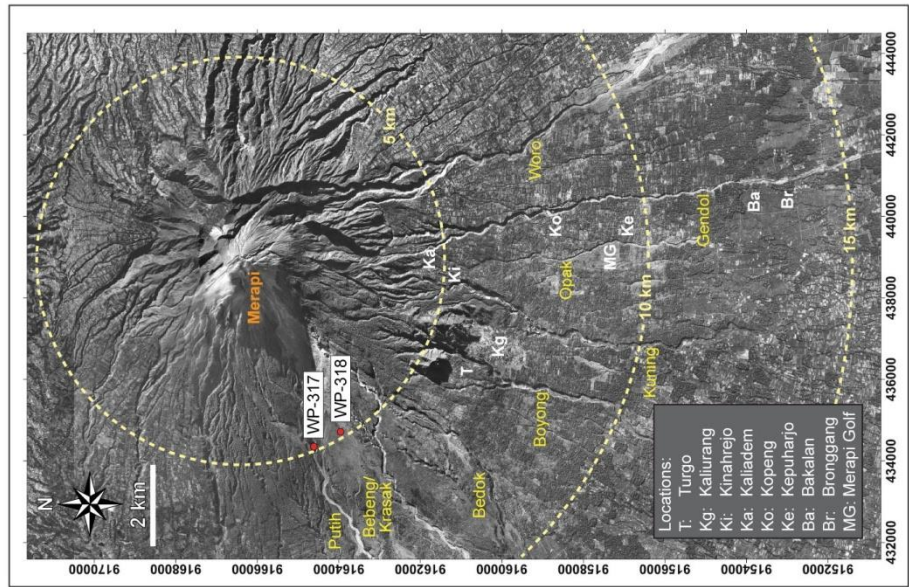 N
2 km
9170000
9168000
9166000
9164000
9162000
9160000
9158000
9156000
9154000
9152000
Merapi
5 km
WP-317
WP-318
Putih
Bebeng/
Krasak
Bedok
Boyong
Kuning
Opak
Gendol
Woro
T
Kg
Ki
Ka
Ko
MG
Ke
Ba
Br
10 km
15 km
Locations:
T: Turgo
Kg: Kaliurang
Ki: Kinahrejo
Ka: Kaliadem
Ko: Kopeng
Ke: Kepuharjo
Ba: Bakalan
Br: Bronggang
MG: Merapi Golf
432000 434000 436000 438000 440000 442000 444000